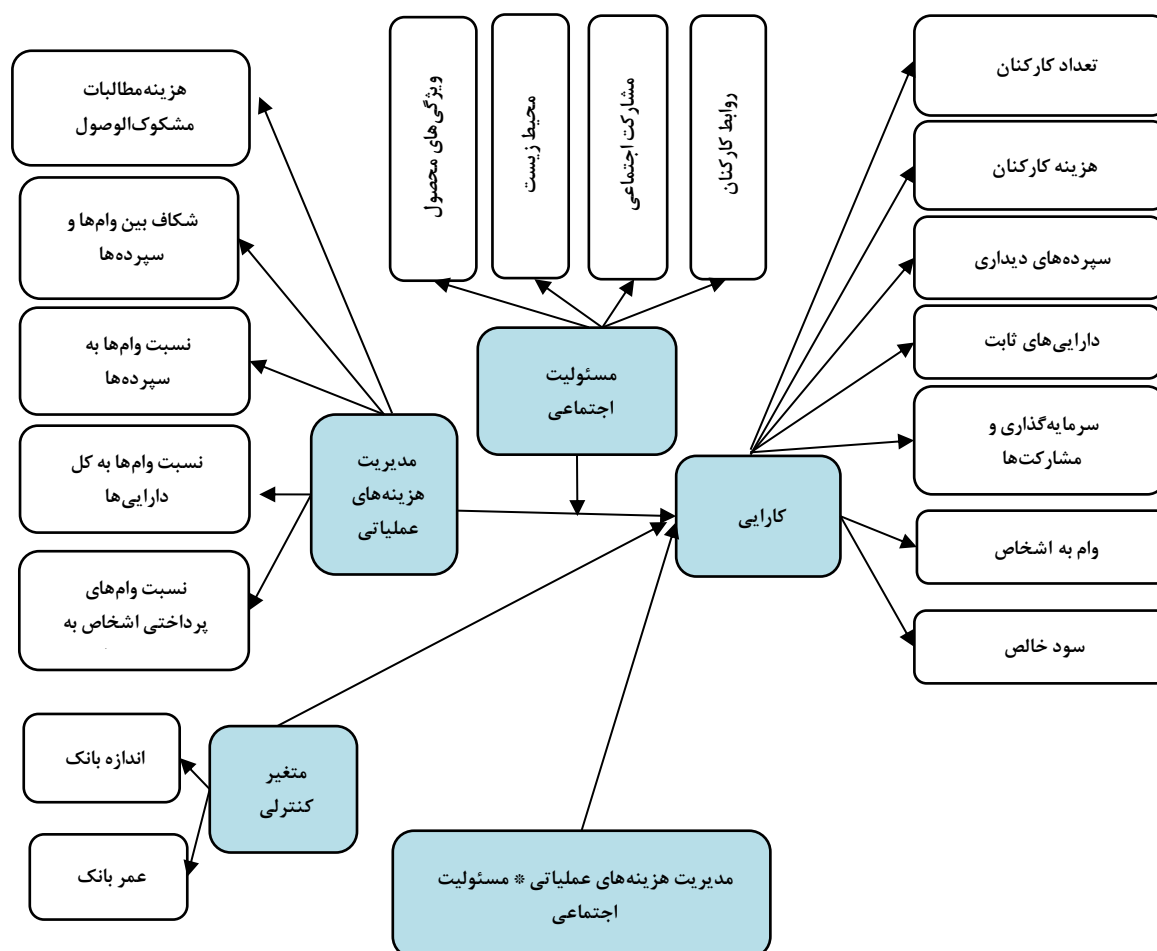 تعداد کارکنان
هزینه کارکنان
سپرده‌های دیداری
دارایی‌های ثابت
سرمایه‌گذاری و
مشارکت‌ها
وام به اشخاص
سود خالص
روابط کارکنان
مشارکت اجتماعی
محیط زیست
ویژگی‌های محصول
مسئولیت
اجتماعی
کارایی
هزینه‌مطالبات
مشکوک‌الوصول
شکاف بین وام‌ها و
سپرده‌ها
نسبت وام‌ها به
سپرده‌ها
نسبت وام‌ها به کل
دارایی‌ها
نسبت وام‌های
پرداختی اشخاص به
مدیریت
هزینه‌های
عملیاتی
متغیر
کنترلی
اندازه بانک
عمر بانک
مدیریت هزینه‌های عملیاتی * مسئولیت
اجتماعی